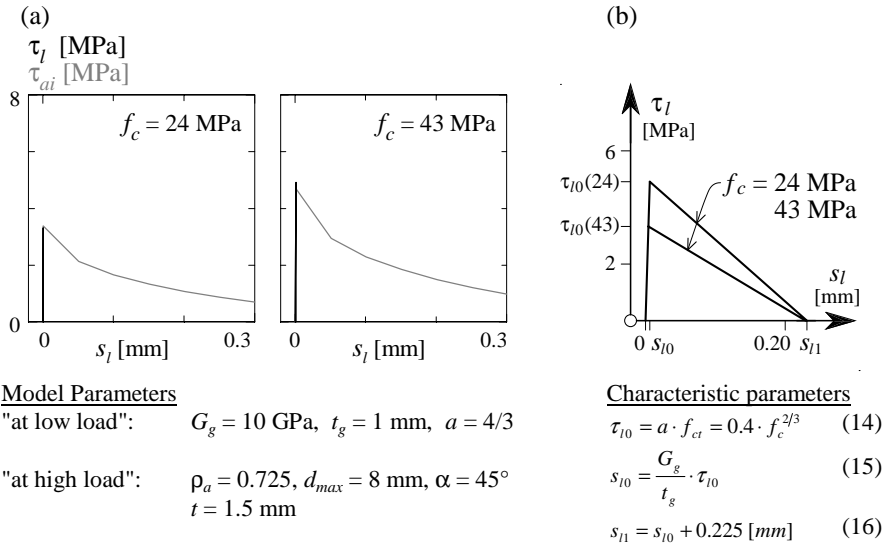 (a)
τl [MPa]
τai [MPa]
8
fc = 24 MPa
fc = 43 MPa
0
0
sl [mm]
0.3
0
sl [mm]
0.3
(b)
τl
[MPa]
6
τl0(24)
fc = 24 MPa
43 MPa
τl0(43)
2
sl
[mm]
0 sl0
0.20 sl1
Model Parameters
"at low load": Gg = 10 GPa, tg = 1 mm, a = 4/3
"at high load": ρa = 0.725, dmax = 8 mm, α = 45°
t = 1.5 mm
Characteristic parameters
τl0 = a · fct = 0.4 · fc^2/3 (14)
sl0 = Gg/tg · τl0 (15)
sl1 = sl0 + 0.225 [mm] (16)